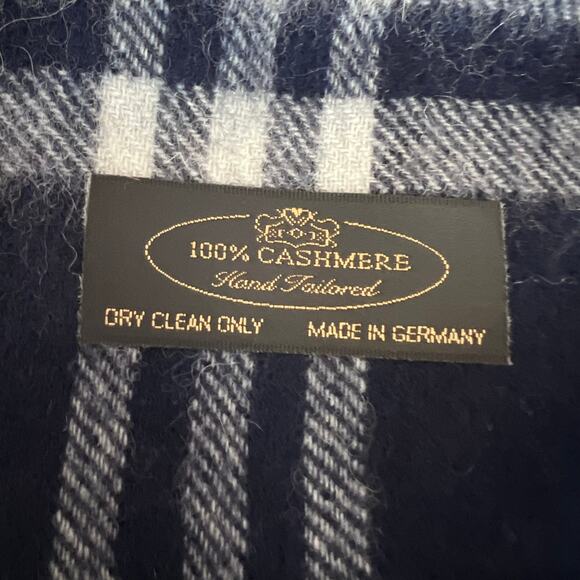 100% CASHMERE
Hand Tailored
DRY CLEAN ONLY MADE IN GERMANY